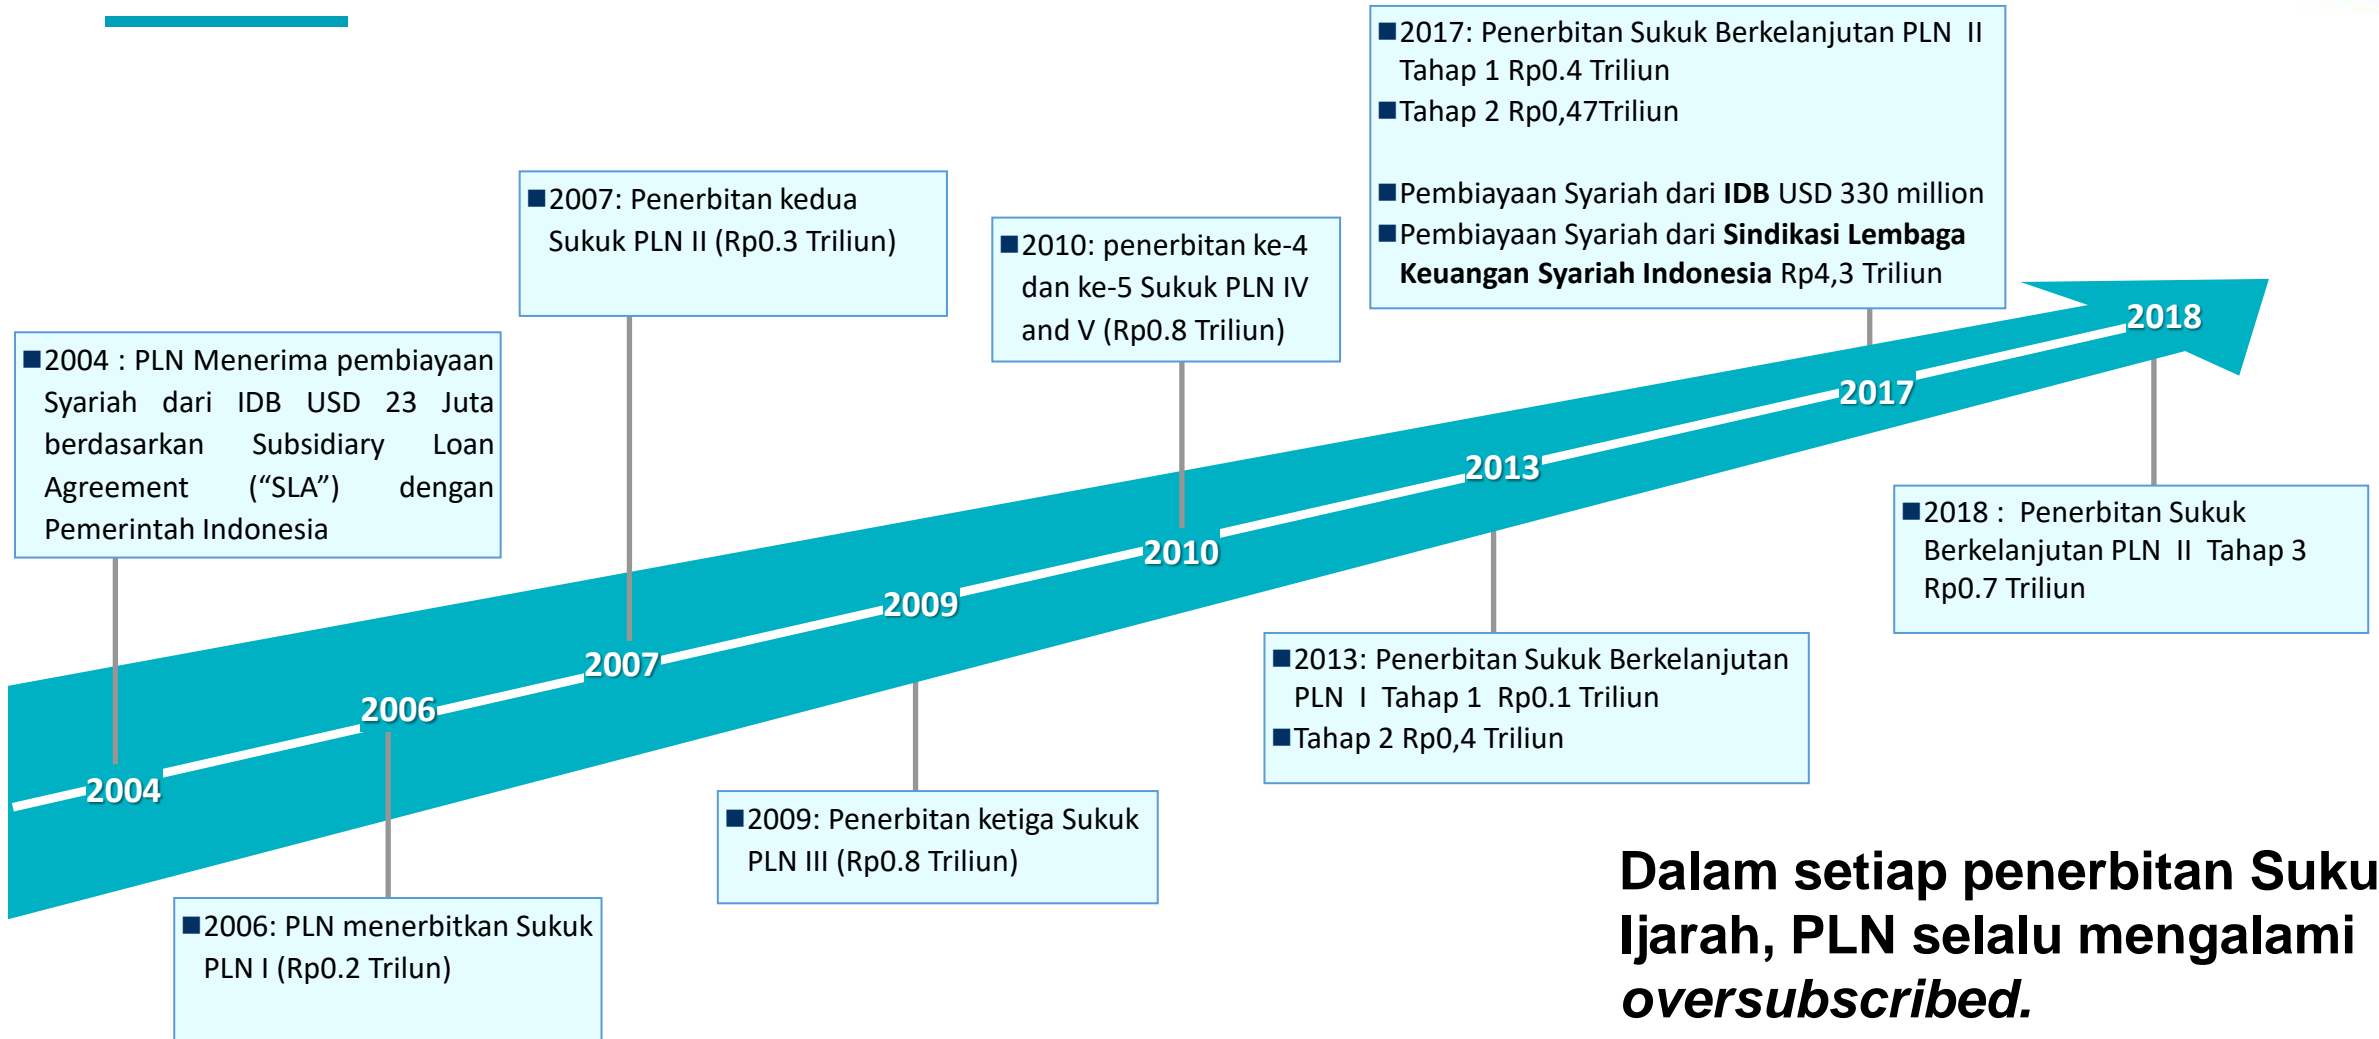 2017: Penerbitan Sukuk Berkelanjutan PLN II
Tahap 1 Rp0.4 Triliun
Tahap 2 Rp0,47Triliun
Pembiayaan Syariah dari IDB USD 330 million
Pembiayaan Syariah dari Sindikasi Lembaga
Keuangan Syariah Indonesia Rp4,3 Triliun
2007: Penerbitan kedua
Sukuk PLN II (Rp0.3 Triliun)
2010: penerbitan ke-4
dan ke-5 Sukuk PLN IV
and V (Rp0.8 Triliun)
2004 : PLN Menerima pembiayaan
Syariah dari IDB USD 23 Juta
berdasarkan Subsidiary Loan
Agreement (“SLA”) dengan
Pemerintah Indonesia
2018
2017
2013
2010
2009
2007
2006
2004
2018 : Penerbitan Sukuk
Berkelanjutan PLN II Tahap 3
Rp0.7 Triliun
2013: Penerbitan Sukuk Berkelanjutan
PLN I Tahap 1 Rp0.1 Triliun
Tahap 2 Rp0,4 Triliun
2009: Penerbitan ketiga Sukuk
PLN III (Rp0.8 Triliun)
2006: PLN menerbitkan Sukuk
PLN I (Rp0.2 Trilun)
Dalam setiap penerbitan Suku
Ijarah, PLN selalu mengalami
oversubscribed.